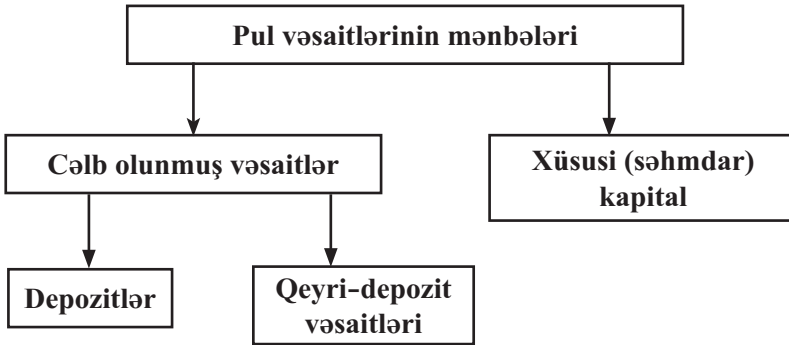 Pul vəsaitlərinin mənbələri
Cəlb olunmuş vəsaitlər
Xüsusi (səhmdar)
kapital
Depozitlər
Qeyri-depozit
vəsaitləri